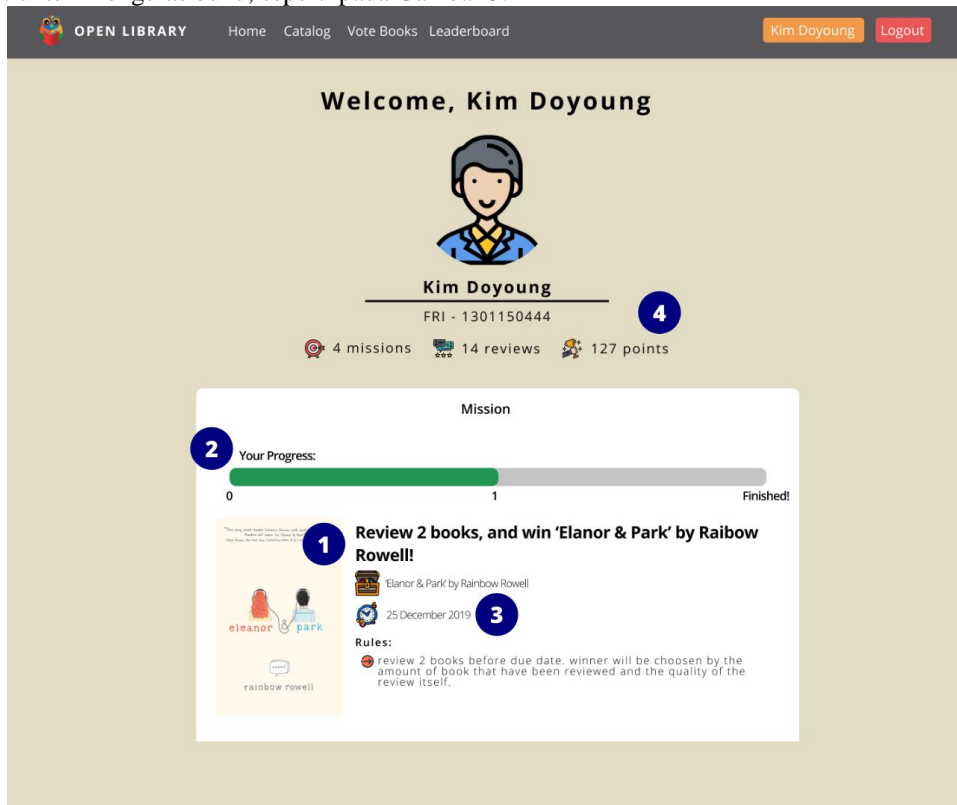 OPEN LIBRARY Home Catalog Vote Books Leaderboard Kim Doyoung Logout
Welcome, Kim Doyoung
Kim Doyoung
FRI - 1301150444
4
4 missions 14 reviews 127 points
Mission
2
Your Progress:
0 1 Finished!
1
Review 2 books, and win ‘Elanor & Park’ by Raibow
Rowell!
'Elanor & Park' by Rainbow Rowell
25 December 2019
3
Rules:
review 2 books before due date. winner will be choosen by the
amount of book that have been reviewed and the quality of the
review itself.
eleanor & park
rainbow rowell